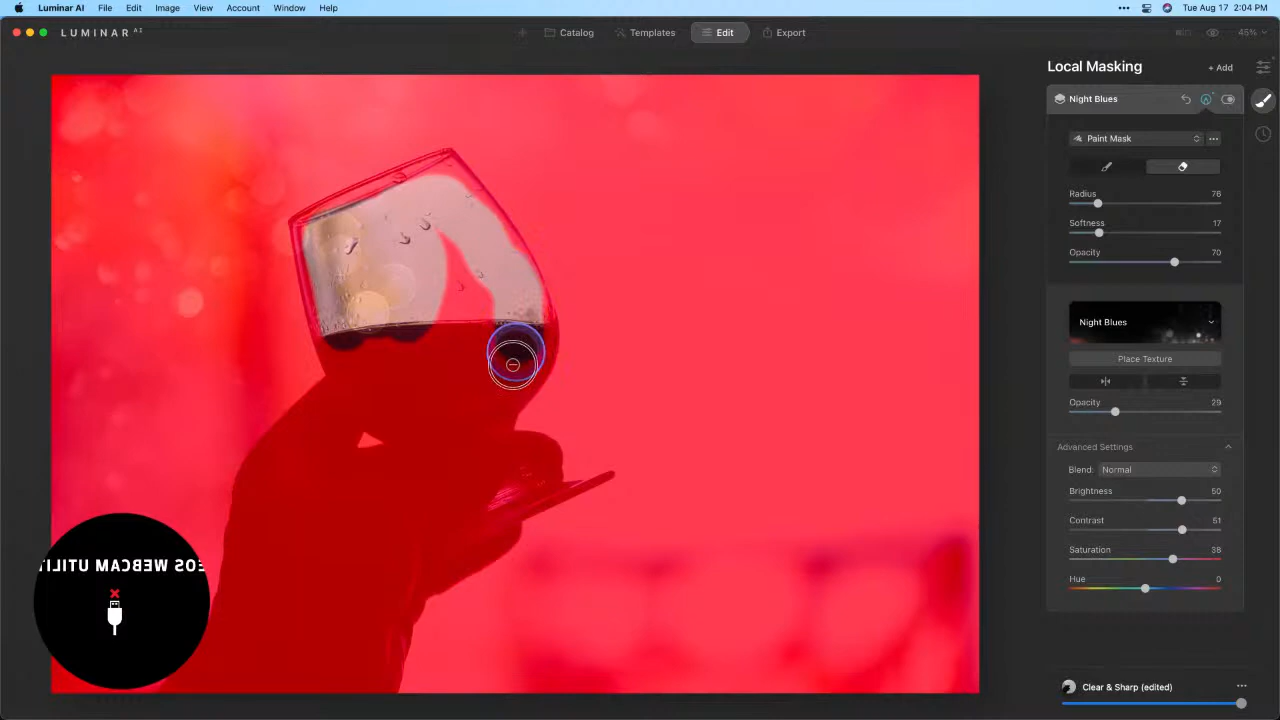 Luminar AI File Edit Image View Account Window Help Tue Aug 17 2:04 PM
LUMINAR AI Catalog Templates Edit Export 45%
Local Masking + Add
Night Blues
Paint Mask
Radius 76
Softness 17
Opacity 70
Night Blues
Place Texture
Opacity 29
Advanced Settings
Blend: Normal
Brightness 50
Contrast 51
Saturation 38
Hue 0
EOS WEBCAM UTILIT
Clear & Sharp (edited)